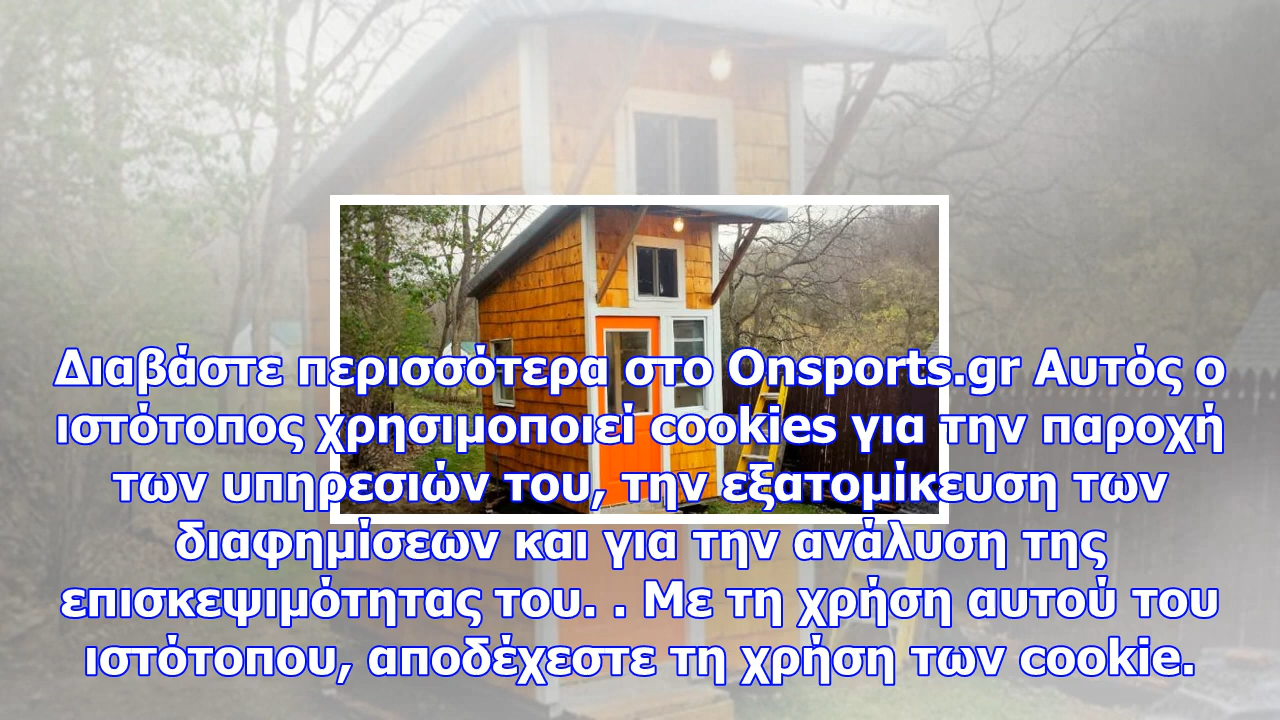 Διαβάστε περισσότερα στο Onsports.gr Αυτός ο
ιστότοπος χρησιμοποιεί cookies για την παροχή
των υπηρεσιών του, την εξατομίκευση των
διαφημίσεων και για την ανάλυση της
επισκεψιμότητας του. . Με τη χρήση αυτού του
ιστότοπου, αποδέχεστε τη χρήση των cookie.